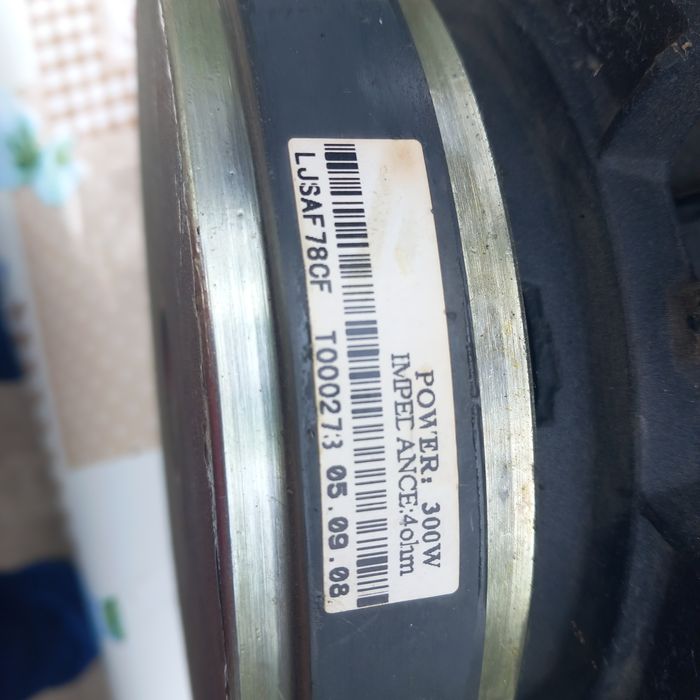 POWER: 300W
IMPEDANCE:4ohm
LJSAF78CF T000273 05.09.08